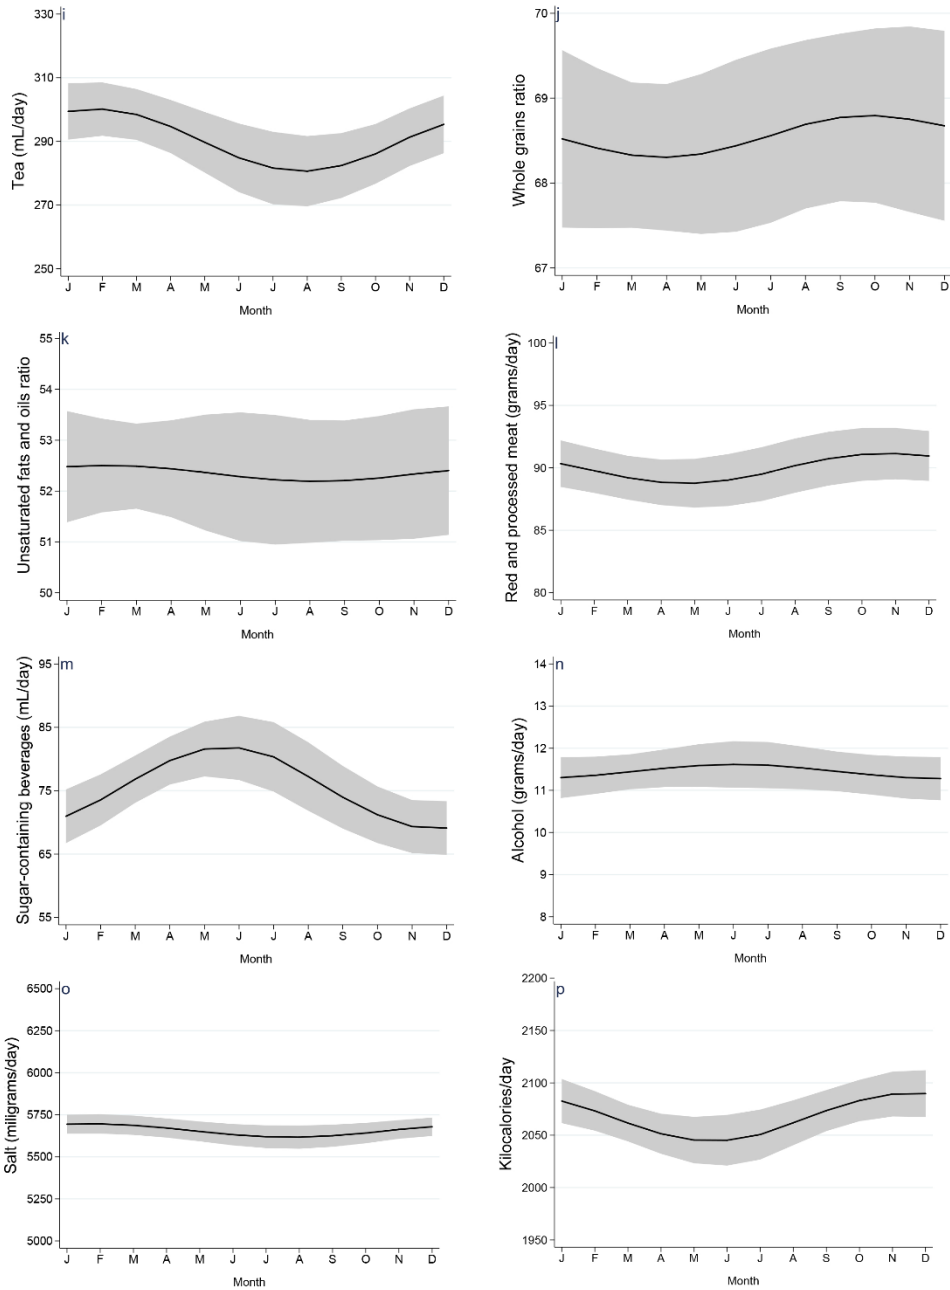 i
Tea (mL/day)
330
310
290
270
250
J F M A M J J A S O N D
Month
j
Whole grains ratio
70
69
68
67
J F M A M J J A S O N D
Month
k
Unsaturated fats and oils ratio
55
54
53
52
51
50
J F M A M J J A S O N D
Month
l
Red and processed meat (grams/day)
100
95
90
85
80
J F M A M J J A S O N D
Month
m
Sugar-containing beverages (mL/day)
95
85
75
65
55
J F M A M J J A S O N D
Month
n
Alcohol (grams/day)
14
13
12
11
10
9
8
J F M A M J J A S O N D
Month
o
Salt (miligrams/day)
6500
6250
6000
5750
5500
5250
5000
J F M A M J J A S O N D
Month
p
Kilocalories/day
2200
2150
2100
2050
2000
1950
J F M A M J J A S O N D
Month